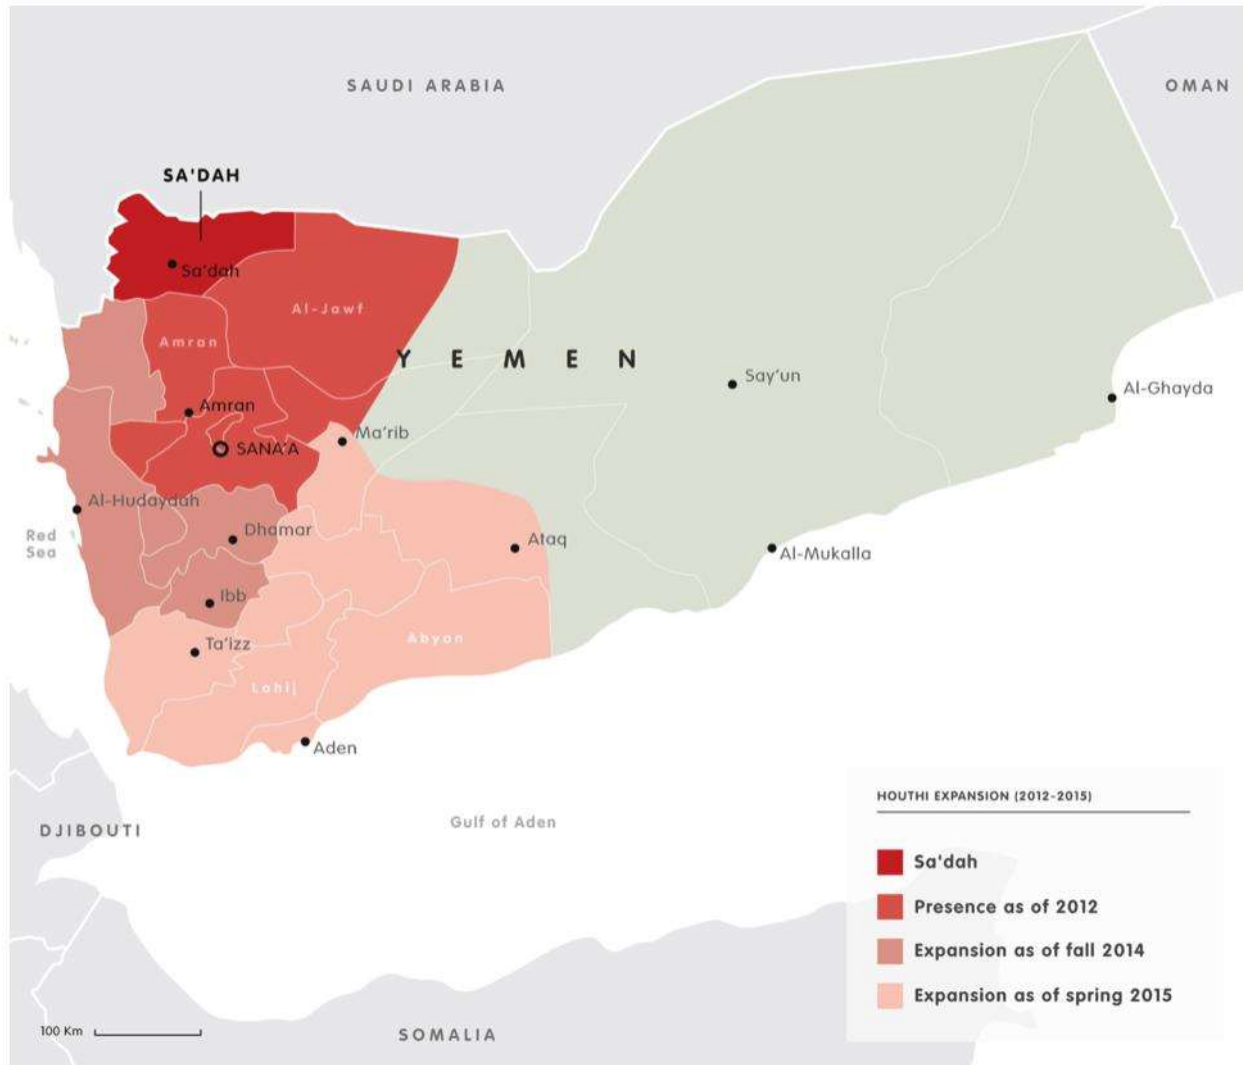 SAUDI ARABIA
OMAN
SA'DAH
Sa'dah
Al-Jawf
Amran
YEMEN
Say'un
Al-Ghayda
Amran
Ma'rib
SANA'A
Al-Hudaydah
Red
Sea
Dhamar
Ataq
Al-Mukalla
Ibb
Ta'izz
Abyan
Lahij
Aden
Gulf of Aden
DJIBOUTI
HOUTHI EXPANSION (2012-2015)
Sa'dah
Presence as of 2012
Expansion as of fall 2014
Expansion as of spring 2015
100 Km
SOMALIA